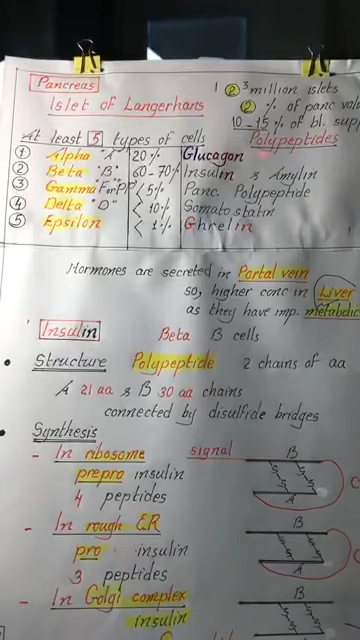 Pancreas
Islet of Langerhans
1 ② 3 million islets
② % of panc volu
10 - 15 % of bl. sup
Polypeptides
At least 5 types of cells
① Alpha "A" 20 % Glucagon
② Beta "B" 60 - 70 % Insulin & Amylin
③ Gamma F or PP < 5 % Panc. Polypeptide
④ Delta "D" < 10 % Somatostatin
⑤ Epsilon < 1 % Ghrelin
Hormones are secreted in Portal vein
so, higher conc in Liver
as they have imp. metabolic
Insulin Beta B cells
• Structure Polypeptide 2 chains of aa
A 21 aa & B 30 aa chains
connected by disulfide bridges
• Synthesis
- In ribosome signal B
prepro insulin S S S S
4 peptides A C
- In rough ER B
pro insulin S S S S
3 peptides A C
- In Golgi complex B
insulin S S S S